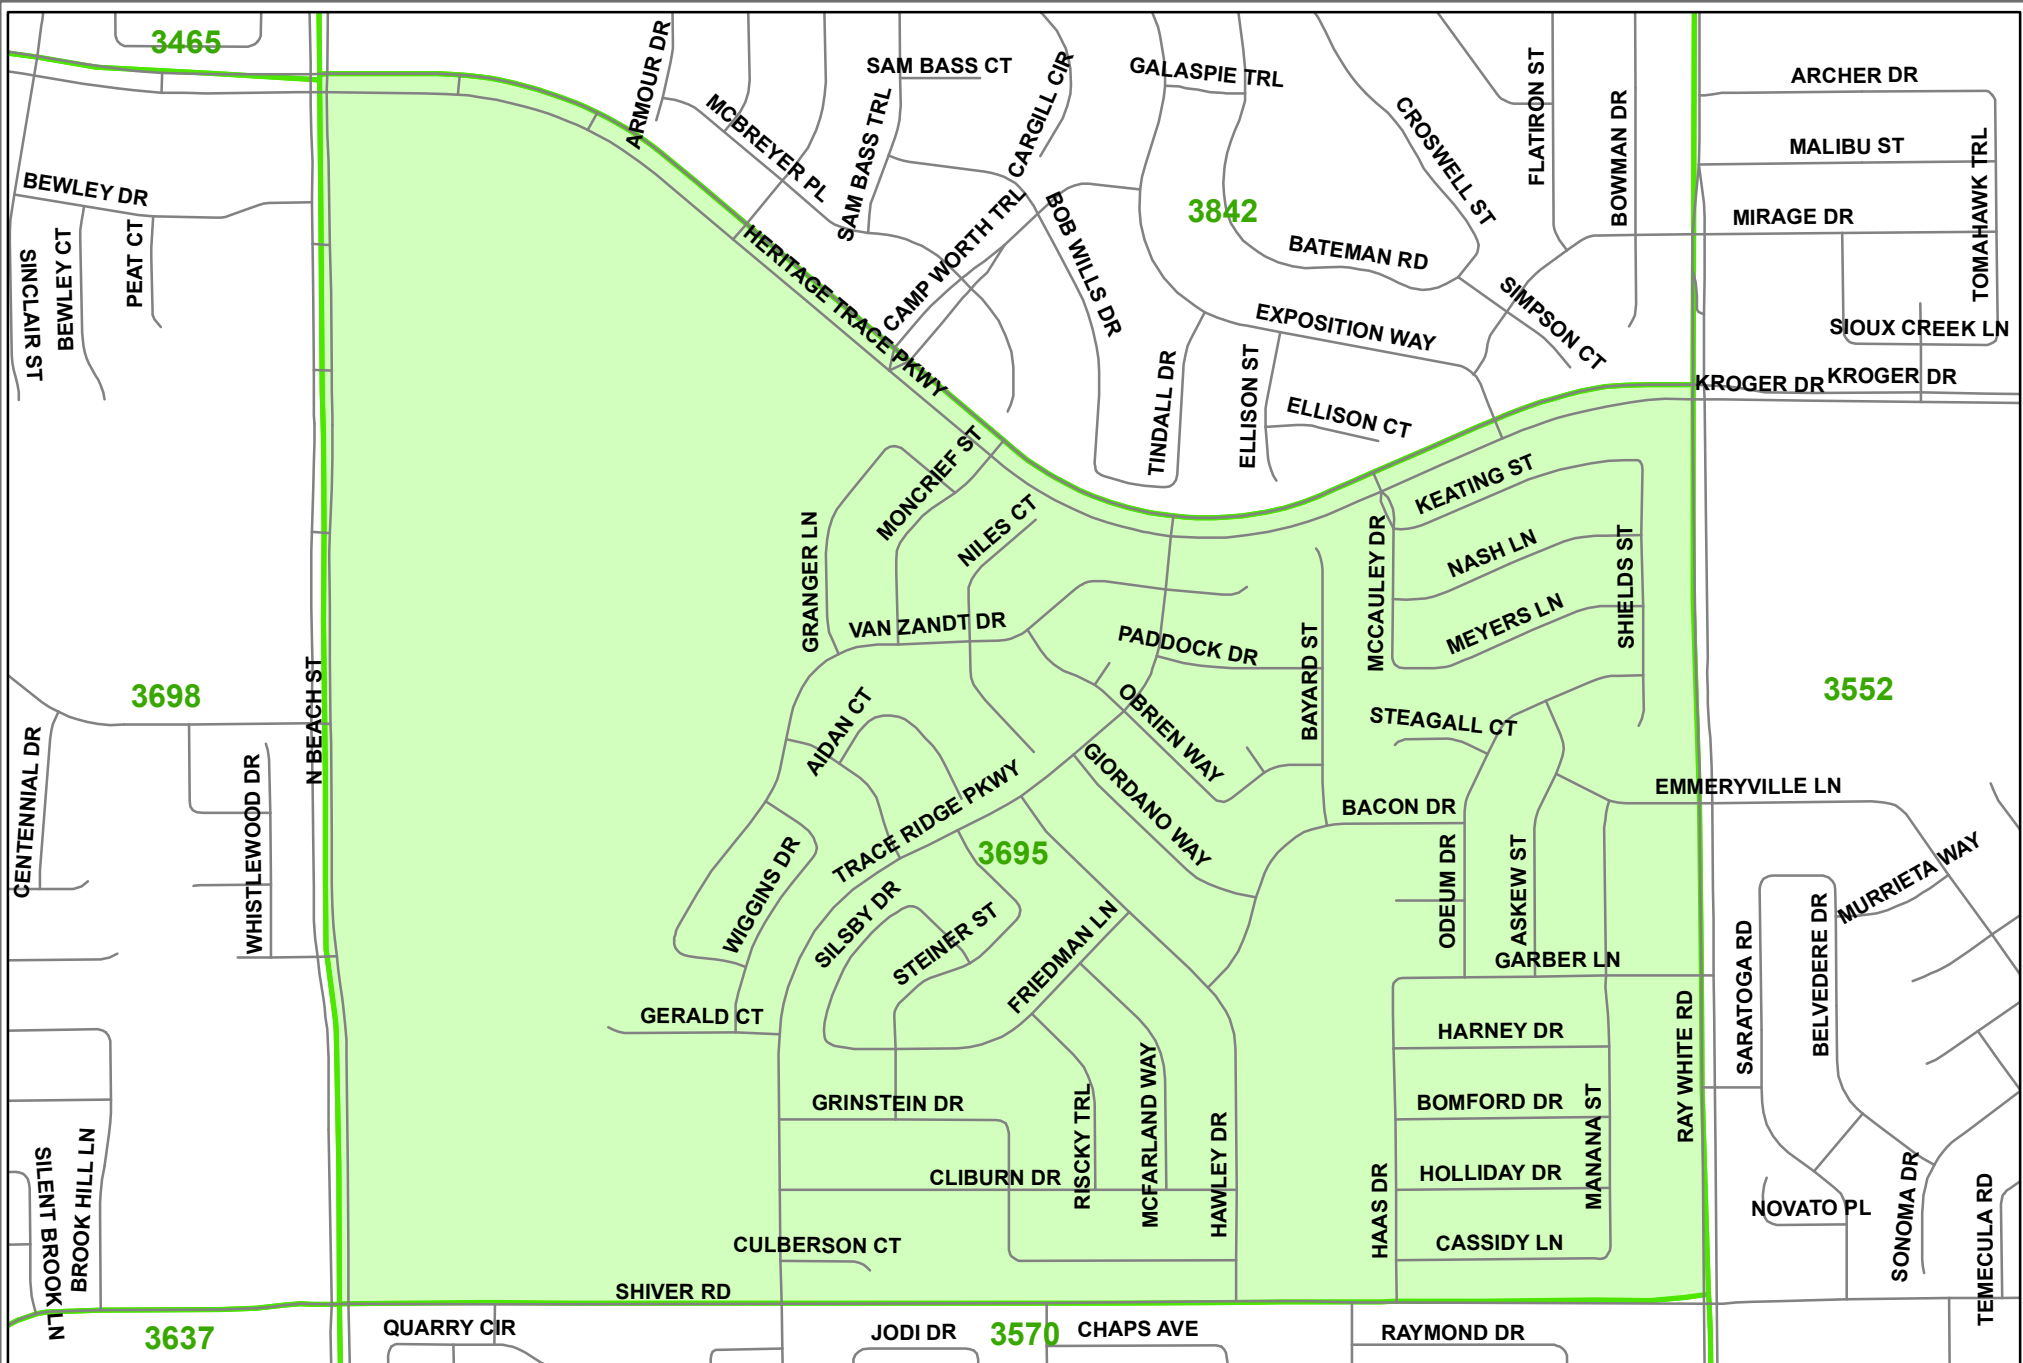 3465
ARMOUR DR
SAM BASS CT
CARGILL CIR
GALASPIE TRL
FLATIRON ST
BOWMAN DR
ARCHER DR
MCBREYER PL
SAM BASS TRL
CROSWELL ST
MALIBU ST
TOMAHAWK TRL
BEWLEY DR
3842
MIRAGE DR
SINCLAIR ST
BEWLEY CT
PEAT CT
HERITAGE TRACE PKWY
CAMP WORTH TRL
BOB WILLS DR
BATEMAN RD
SIMPSON CT
EXPOSITION WAY
SIOUX CREEK LN
TINDALL DR
ELLISON ST
ELLISON CT
KROGER DR
KROGER DR
MONCRIEF ST
KEATING ST
GRANGER LN
NILES CT
MCCAULEY DR
NASH LN
SHIELDS ST
MEYERS LN
VAN ZANDT DR
PADDOCK DR
BAYARD ST
3698
N BEACH ST
3552
AIDAN CT
OBRIEN WAY
STEAGALL CT
CENTENNIAL DR
WHISTLEWOOD DR
GIORDANO WAY
EMMERYVILLE LN
TRACE RIDGE PKWY
BACON DR
3695
WIGGINS DR
ODEUM DR
ASKEW ST
MURRIETA WAY
SILSBY DR
STEINER ST
FRIEDMAN LN
GARBER LN
SARATOGA RD
BELVEDERE DR
GERALD CT
HARNEY DR
RAY WHITE RD
GRINSTEIN DR
RISCKY TRL
MCFARLAND WAY
HAWLEY DR
BOMFORD DR
MANANA ST
SILENT BROOK LN
BROOK HILL LN
CLIBURN DR
HAAS DR
HOLLIDAY DR
NOVATO PL
SONOMA DR
TEMECULA RD
CULBERSON CT
CASSIDY LN
SHIVER RD
3637
QUARRY CIR
JODI DR
3570
CHAPS AVE
RAYMOND DR